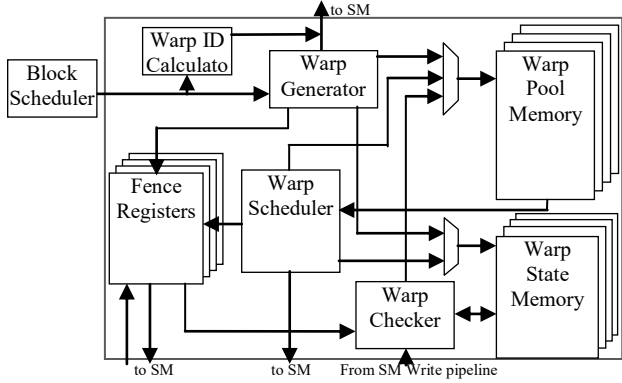 to SM
Warp ID
Calculato
Block
Scheduler
Warp
Generator
Warp
Pool
Memory
Fence
Registers
Warp
Scheduler
Warp
State
Memory
Warp
Checker
to SM
to SM
From SM Write pipeline